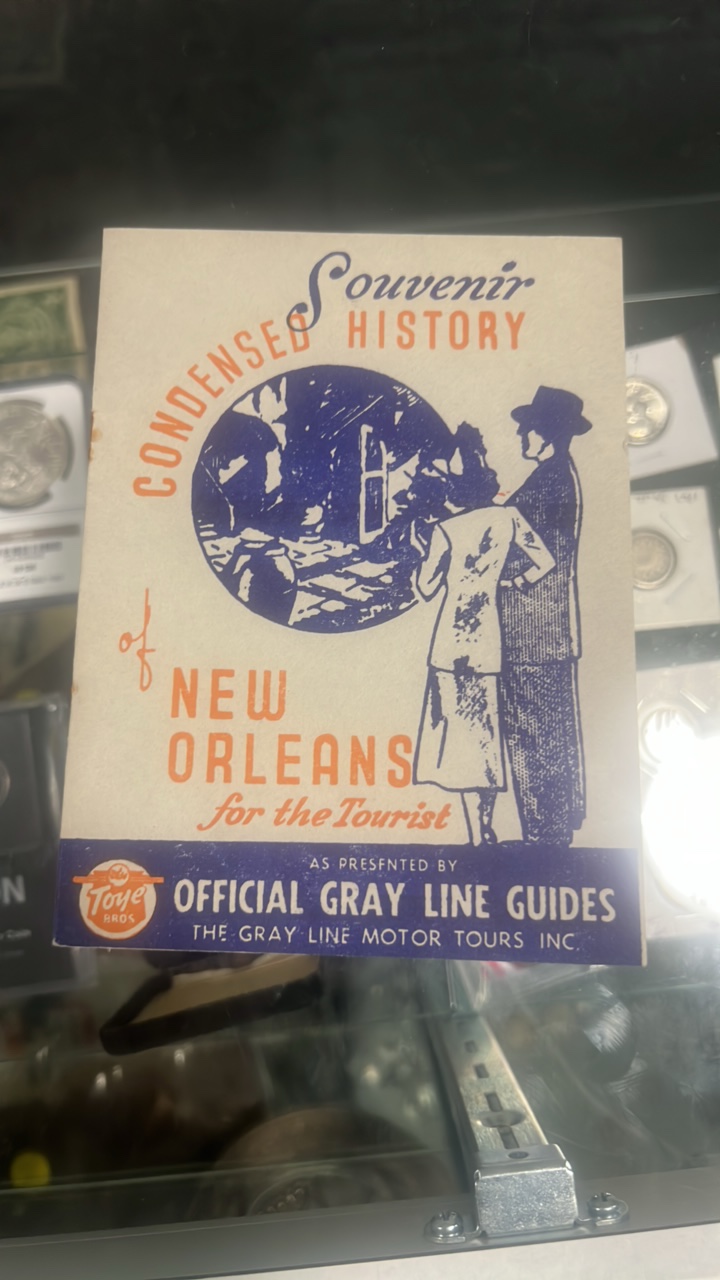 Souvenir
CONDENSED HISTORY
of
NEW
ORLEANS
for the Tourist
AS PRESENTED BY
Toye
BROS
OFFICIAL GRAY LINE GUIDES
THE GRAY LINE MOTOR TOURS INC.